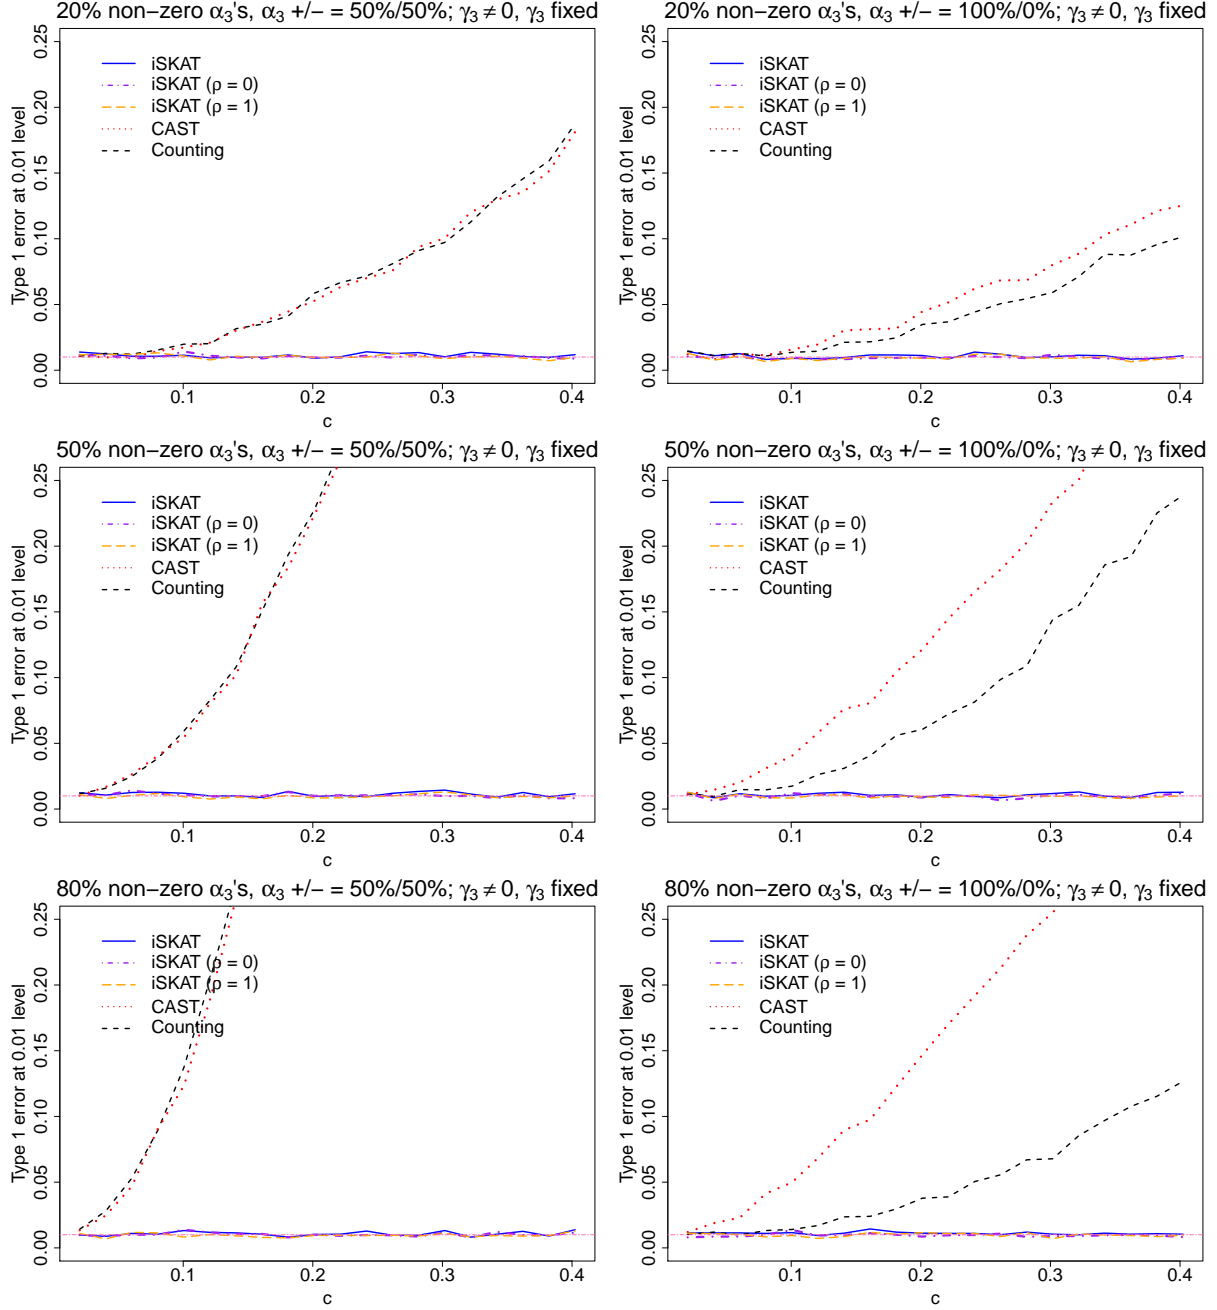 20% non−zero α₃'s, α₃ +/− = 50%/50%; γ₃ ≠ 0, γ₃ fixed
Type 1 error at 0.01 level
0.00 0.05 0.10 0.15 0.20 0.25
iSKAT
iSKAT (ρ = 0)
iSKAT (ρ = 1)
CAST
Counting
0.1 0.2 0.3 0.4
c
20% non−zero α₃'s, α₃ +/− = 100%/0%; γ₃ ≠ 0, γ₃ fixed
Type 1 error at 0.01 level
0.00 0.05 0.10 0.15 0.20 0.25
iSKAT
iSKAT (ρ = 0)
iSKAT (ρ = 1)
CAST
Counting
0.1 0.2 0.3 0.4
c
50% non−zero α₃'s, α₃ +/− = 50%/50%; γ₃ ≠ 0, γ₃ fixed
Type 1 error at 0.01 level
0.00 0.05 0.10 0.15 0.20 0.25
iSKAT
iSKAT (ρ = 0)
iSKAT (ρ = 1)
CAST
Counting
0.1 0.2 0.3 0.4
c
50% non−zero α₃'s, α₃ +/− = 100%/0%; γ₃ ≠ 0, γ₃ fixed
Type 1 error at 0.01 level
0.00 0.05 0.10 0.15 0.20 0.25
iSKAT
iSKAT (ρ = 0)
iSKAT (ρ = 1)
CAST
Counting
0.1 0.2 0.3 0.4
c
80% non−zero α₃'s, α₃ +/− = 50%/50%; γ₃ ≠ 0, γ₃ fixed
Type 1 error at 0.01 level
0.00 0.05 0.10 0.15 0.20 0.25
iSKAT
iSKAT (ρ = 0)
iSKAT (ρ = 1)
CAST
Counting
0.1 0.2 0.3 0.4
c
80% non−zero α₃'s, α₃ +/− = 100%/0%; γ₃ ≠ 0, γ₃ fixed
Type 1 error at 0.01 level
0.00 0.05 0.10 0.15 0.20 0.25
iSKAT
iSKAT (ρ = 0)
iSKAT (ρ = 1)
CAST
Counting
0.1 0.2 0.3 0.4
c